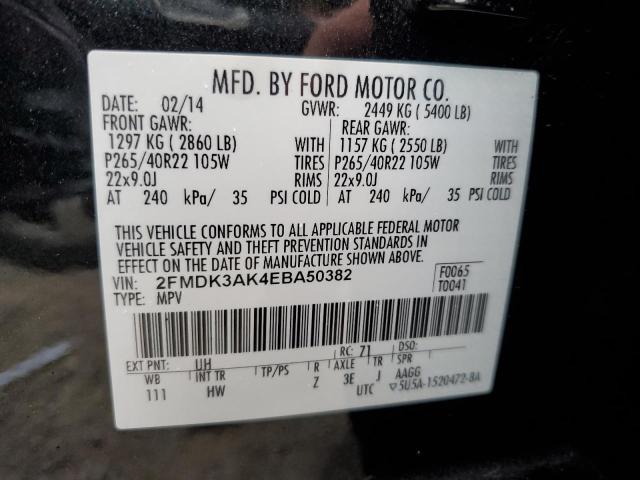 MFD. BY FORD MOTOR CO.
DATE: 02/14 GVWR: 2449 KG ( 5400 LB)
FRONT GAWR: REAR GAWR:
1297 KG ( 2860 LB) WITH 1157 KG ( 2550 LB) WITH
P265/40R22 105W TIRES P265/40R22 105W TIRES
22x9.0J RIMS 22x9.0J RIMS
AT 240 kPa/ 35 PSI COLD AT 240 kPa/ 35 PSI COLD
THIS VEHICLE CONFORMS TO ALL APPLICABLE FEDERAL MOTOR
VEHICLE SAFETY AND THEFT PREVENTION STANDARDS IN
EFFECT ON THE DATE OF MANUFACTURE SHOWN ABOVE.
VIN: 2FMDK3AK4EBA50382 F0065
TYPE: MPV T0041
EXT PNT: UH RC: 71 DSO:
WB INT TR TP/PS R AXLE TR SPR
111 HW Z 3E J AAGG
UTC ▽5U5A-1520472-BA